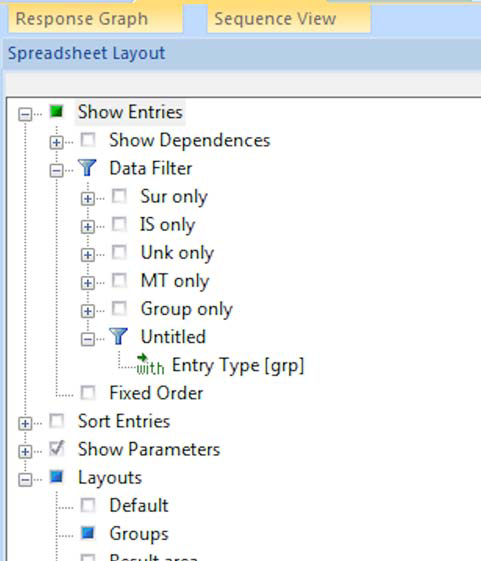 Response Graph Sequence View
Spreadsheet Layout
Show Entries
Show Dependences
Data Filter
Sur only
IS only
Unk only
MT only
Group only
Untitled
with Entry Type [grp]
Fixed Order
Sort Entries
Show Parameters
Layouts
Default
Groups
Result area